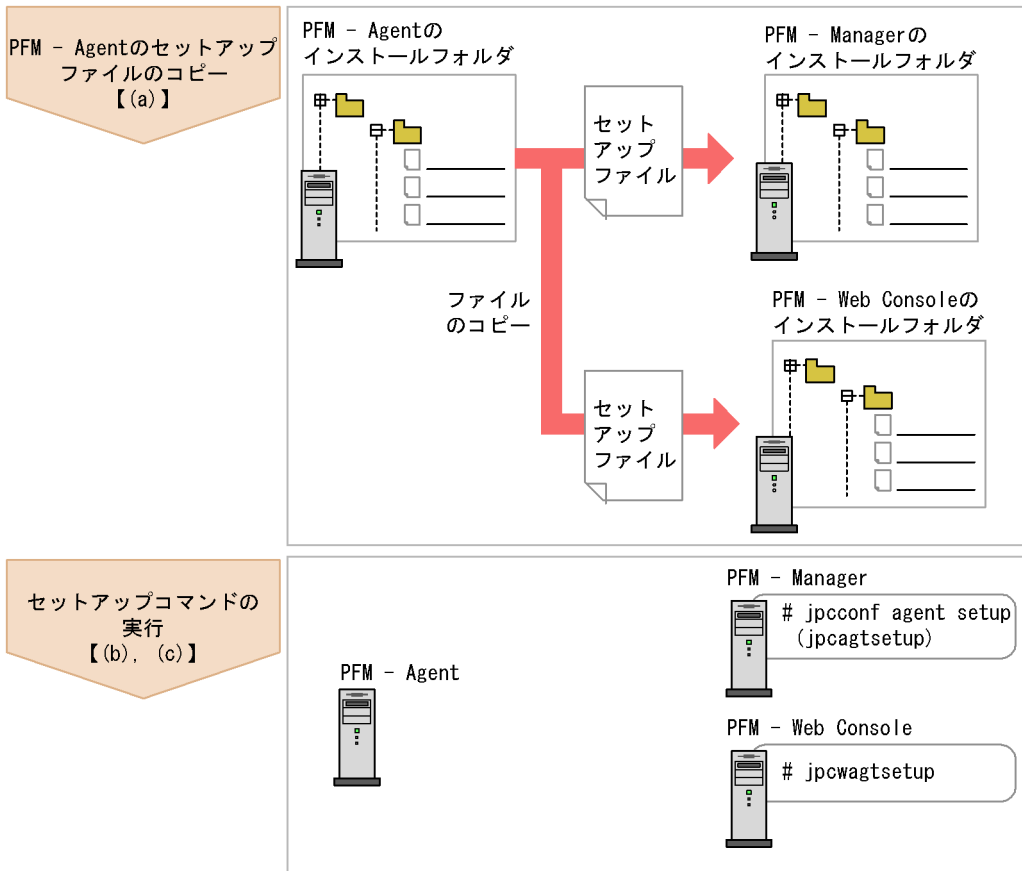 PFM - Agentのセットアップ
ファイルのコピー
【(a)】
PFM - Agentの
インストールフォルダ
PFM - Managerの
インストールフォルダ
セット
アップ
ファイル
ファイル
のコピー
PFM - Web Consoleの
インストールフォルダ
セット
アップ
ファイル
セットアップコマンドの
実行
【(b), (c)】
PFM - Agent
PFM - Manager
# jpcconf agent setup
(jpcagtsetup)
PFM - Web Console
# jpcwagtsetup